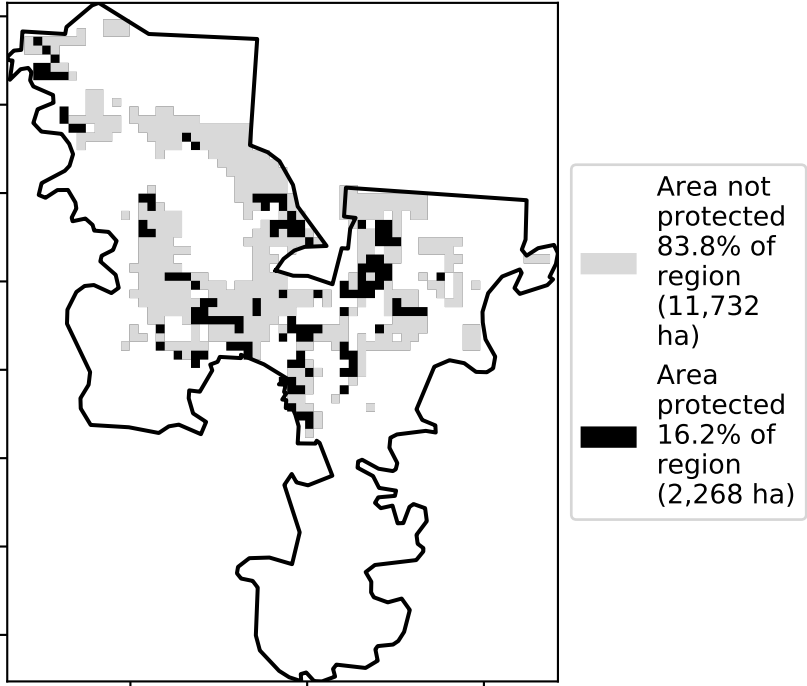 Area not
protected
83.8% of
region
(11,732
ha)
Area
protected
16.2% of
region
(2,268 ha)